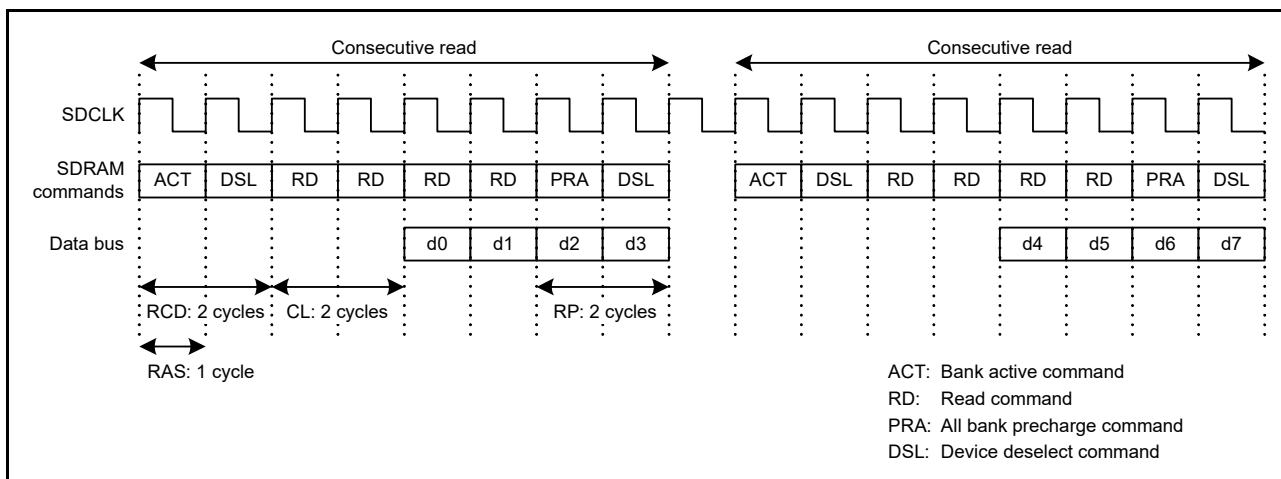 Consecutive read Consecutive read
SDCLK
SDRAM
commands
ACT DSL RD RD RD RD PRA DSL ACT DSL RD RD RD RD PRA DSL
Data bus d0 d1 d2 d3 d4 d5 d6 d7
RCD: 2 cycles CL: 2 cycles RP: 2 cycles
RAS: 1 cycle
ACT: Bank active command
RD: Read command
PRA: All bank precharge command
DSL: Device deselect command